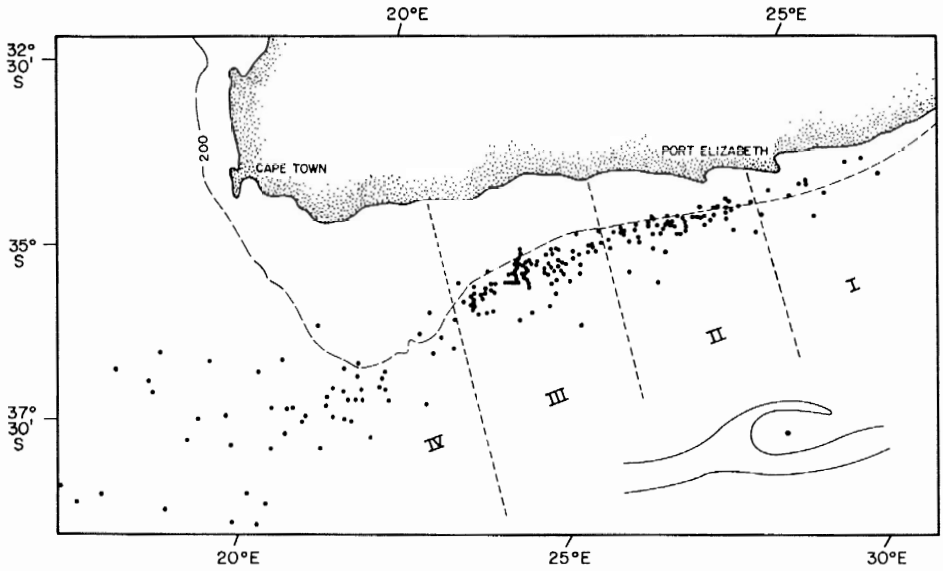 20°E 25°E
32°
30'
S
200
CAPE TOWN
PORT ELIZABETH
35°
S
I
II
III
37°
30'
S
IV
20°E 25°E 30°E